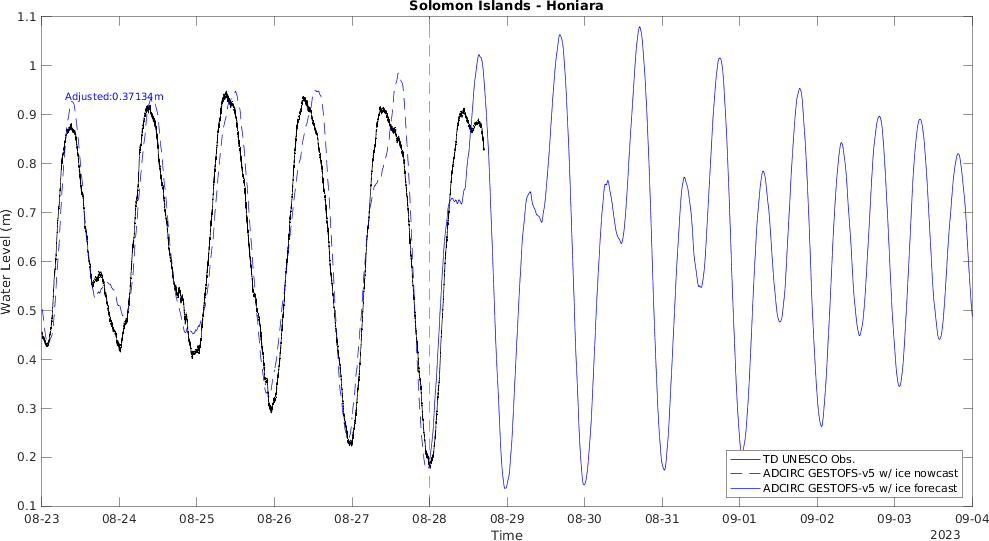 Solomon Islands - Honiara
Adjusted:0.37134m
Water Level (m)
1.1
1
0.9
0.8
0.7
0.6
0.5
0.4
0.3
0.2
0.1
TD UNESCO Obs.
ADCIRC GESTOFS-v5 w/ ice nowcast
ADCIRC GESTOFS-v5 w/ ice forecast
08-23 08-24 08-25 08-26 08-27 08-28 08-29 08-30 08-31 09-01 09-02 09-03 09-04
Time
2023